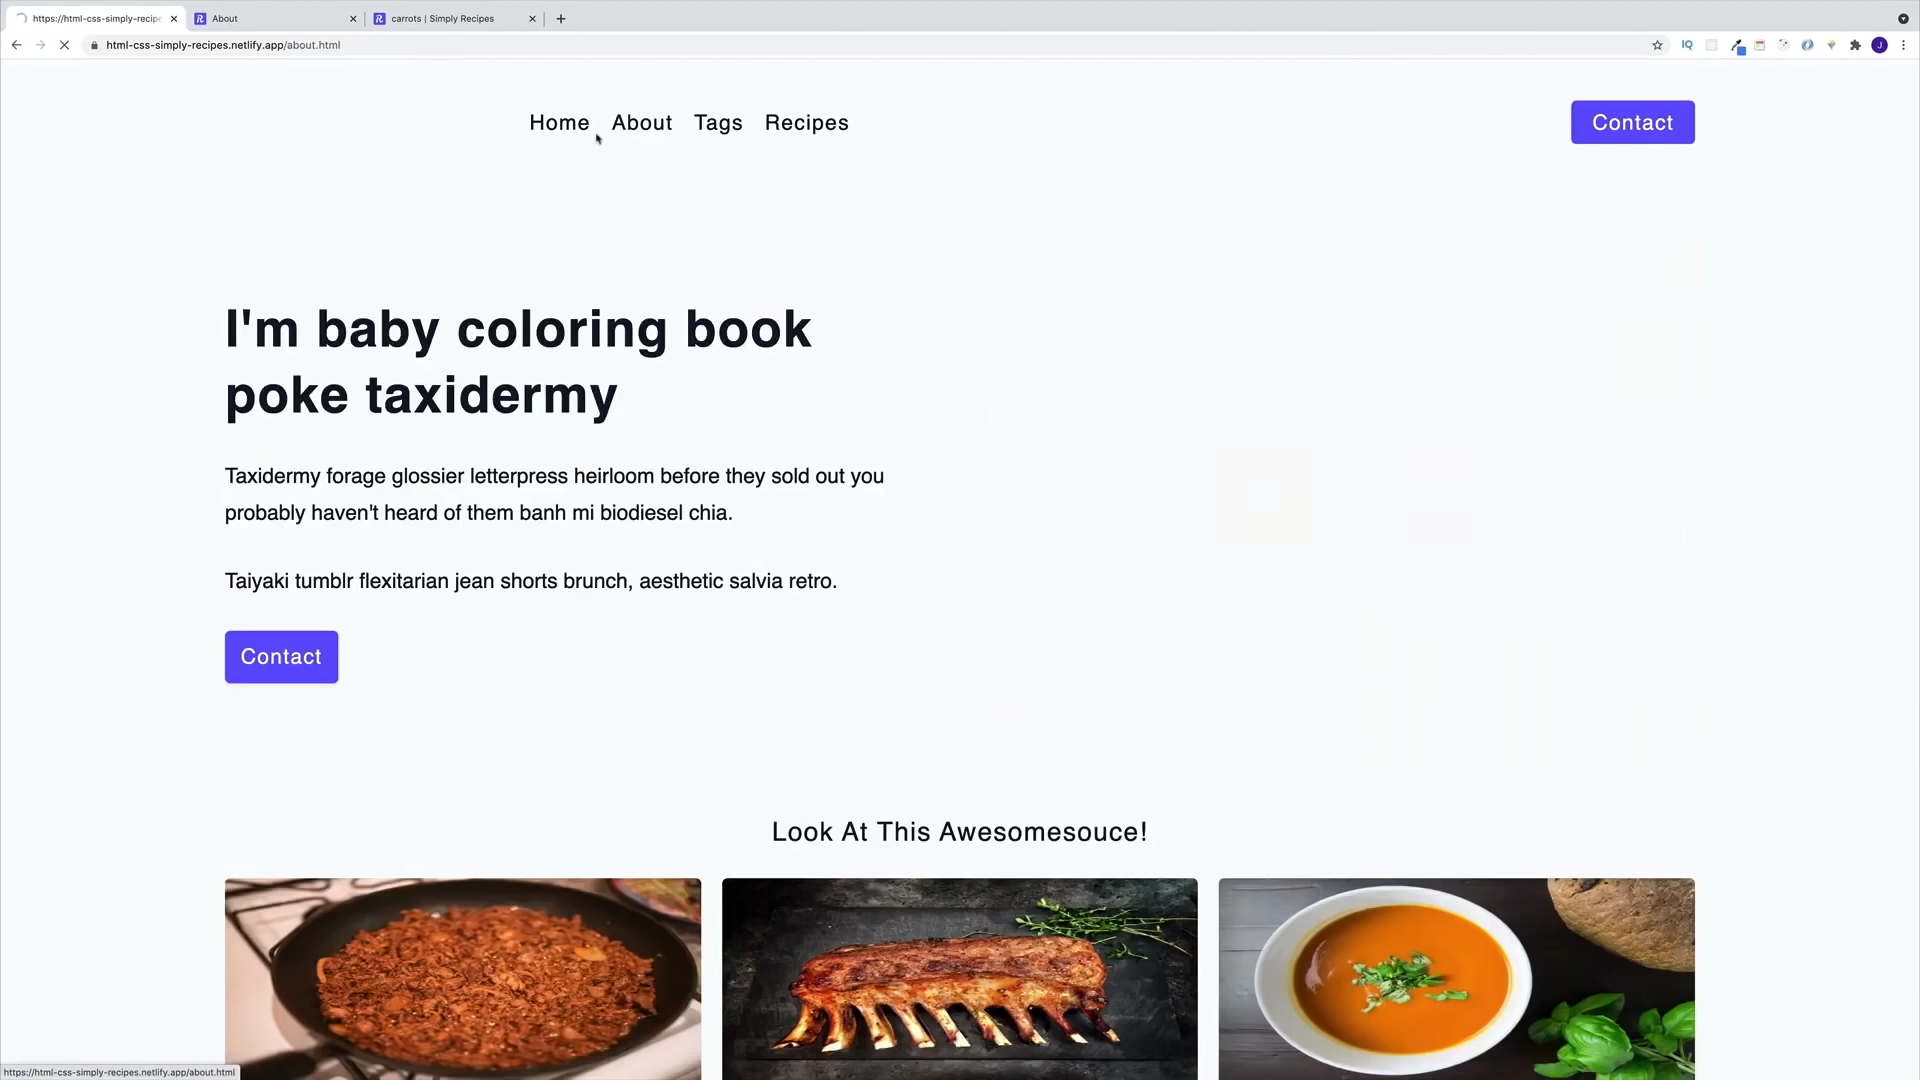 https://html-css-simply-recip
About
carrots | Simply Recipes
html-css-simply-recipes.netlify.app/about.html
IQ
J
Home About Tags Recipes
Contact
I'm baby coloring book
poke taxidermy
Taxidermy forage glossier letterpress heirloom before they sold out you
probably haven't heard of them banh mi biodiesel chia.
Taiyaki tumblr flexitarian jean shorts brunch, aesthetic salvia retro.
Contact
Look At This Awesomesouce!
https://html-css-simply-recipes.netlify.app/about.html